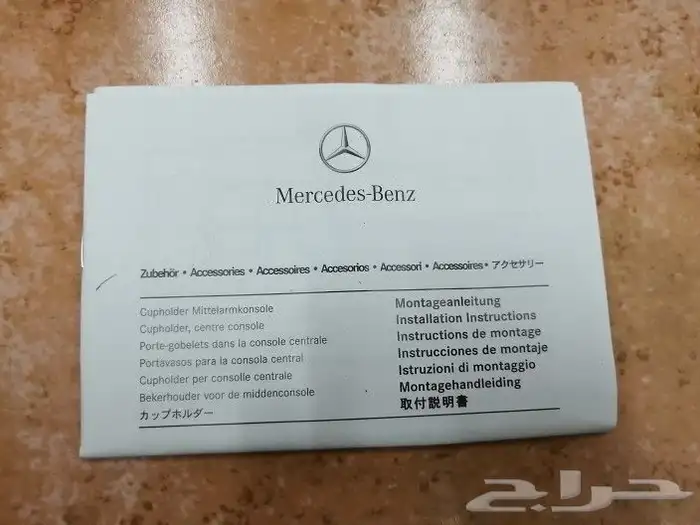 Mercedes-Benz
Zubehör • Accessories • Accessoires • Accesorios • Accessori • Accessoires • アクセサリー
Cupholder Mittelarmkonsole
Cupholder, centre console
Porte-gobelets dans la console centrale
Portavasos para la consola central
Cupholder per consolle centrale
Bekerhouder voor de middenconsole
カップホルダー
Montageanleitung
Installation Instructions
Instructions de montage
Instrucciones de montaje
Istruzioni di montaggio
Montagehandleiding
取付説明書
حراج